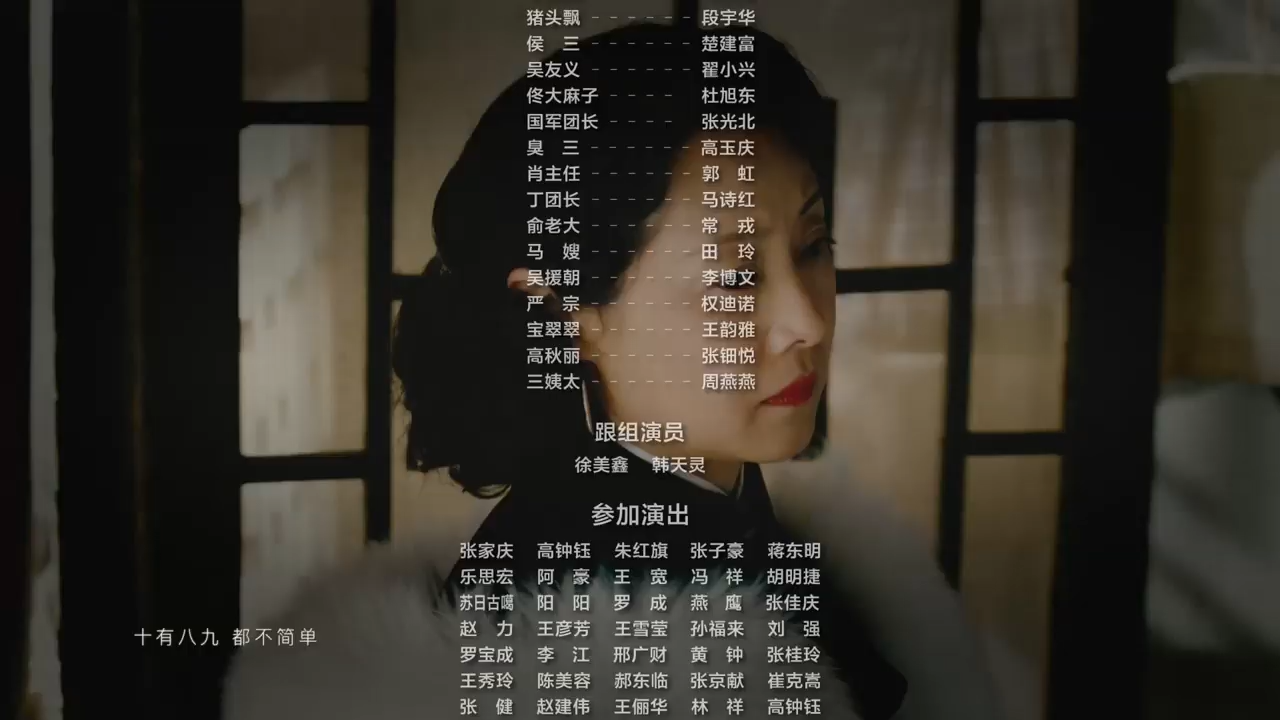 猪头飘 - - - - - - 段宇华
侯 三 - - - - - - 楚建富
吴友义 - - - - - - 翟小兴
佟大麻子 - - - - 杜旭东
国军团长 - - - - 张光北
臭 三 - - - - - - 高玉庆
肖主任 - - - - - - 郭 虹
丁团长 - - - - - - 马诗红
俞老大 - - - - - - 常 戎
马 嫂 - - - - - - 田 玲
吴援朝 - - - - - - 李博文
严 宗 - - - - - - 权迪诺
宝翠翠 - - - - - - 王韵雅
高秋丽 - - - - - - 张钿悦
三姨太 - - - - - - 周燕燕
跟组演员
徐美鑫 韩天灵
参加演出
张家庆 高钟钰 朱红旗 张子豪 蒋东明
乐思宏 阿 豪 王 宽 冯 祥 胡明捷
苏日古噶 阳 阳 罗 成 燕 鹰 张佳庆
赵 力 王彦芳 王雪莹 孙福来 刘 强
十有八九 都不简单
罗宝成 李 江 邢广财 黄 钟 张桂玲
王秀玲 陈美容 郝东临 张京献 崔克嵩
张 健 赵建伟 王俪华 林 祥 高钟钰